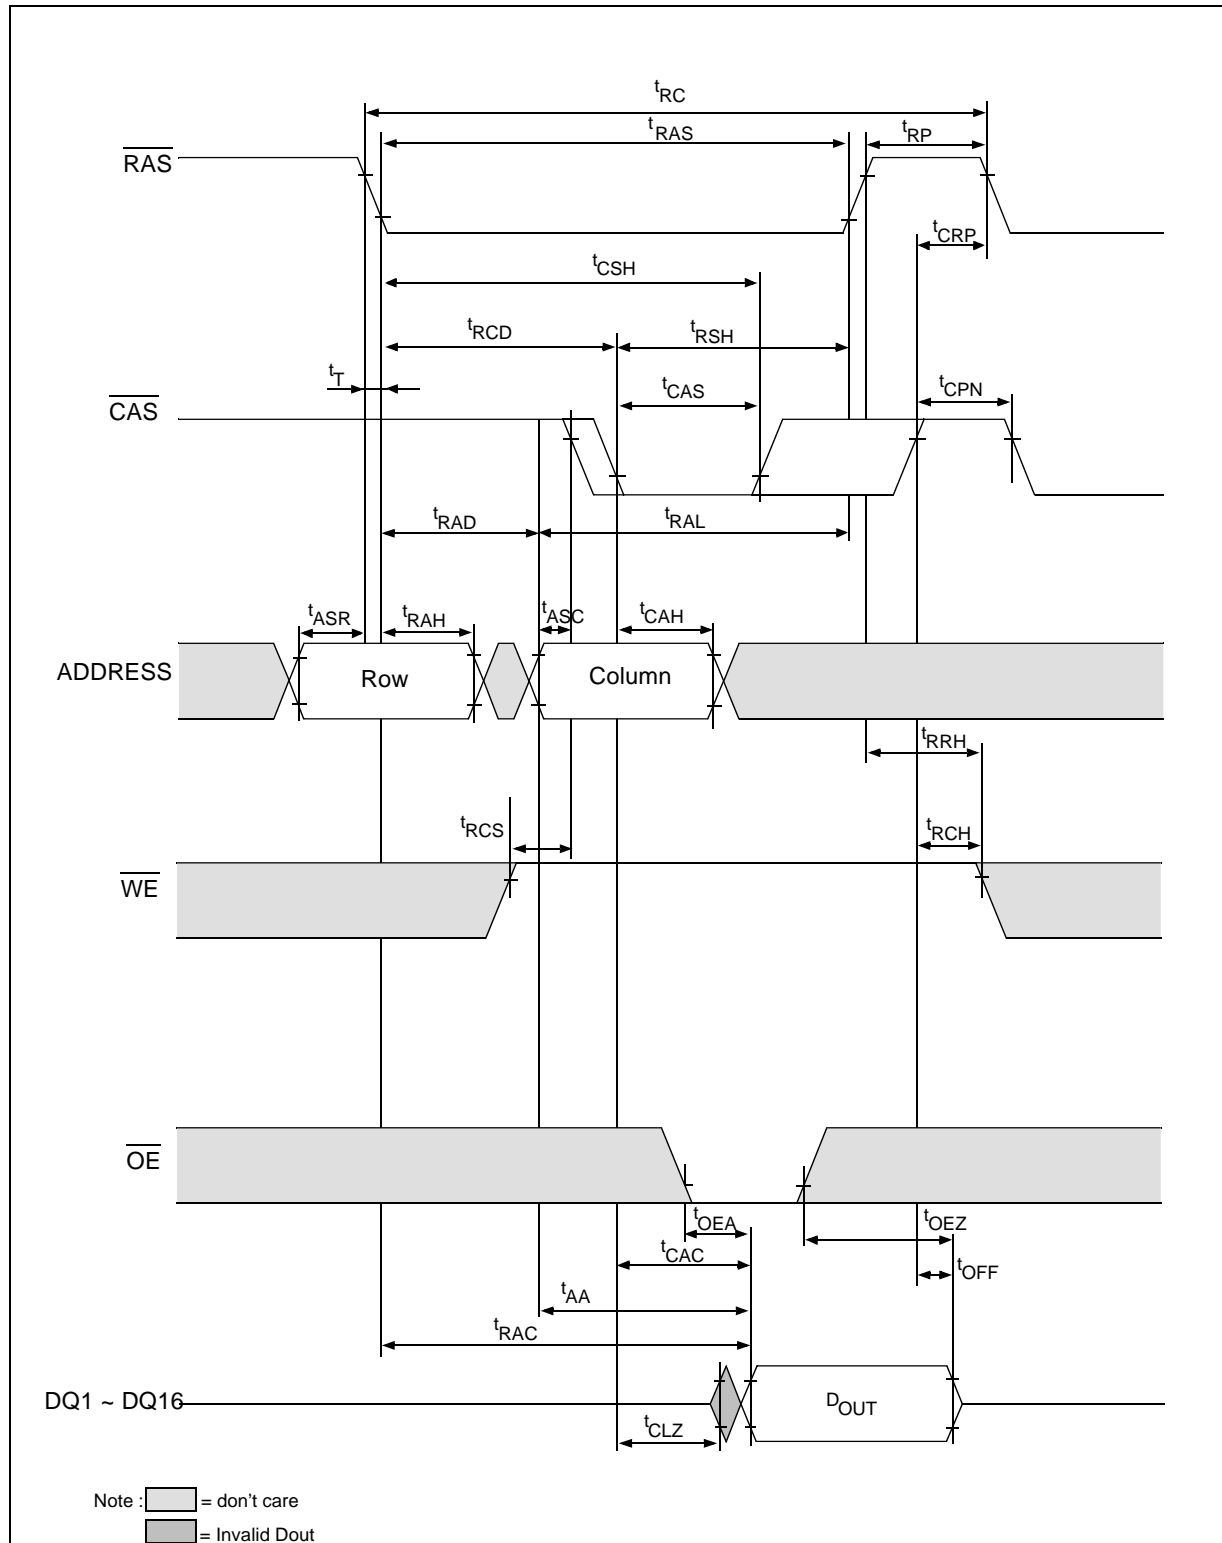 tRC
tRAS
tRP
RAS
tCRP
tCSH
tRCD
tRSH
tT
tCAS
tCPN
CAS
tRAD
tRAL
tASR
tRAH
tASC
tCAH
ADDRESS
Row
Column
tRRH
tRCS
tRCH
WE
OE
tOEA
tOEZ
tCAC
tOFF
tAA
tRAC
DQ1 ~ DQ16
DOUT
tCLZ
Note : = don't care
= Invalid Dout